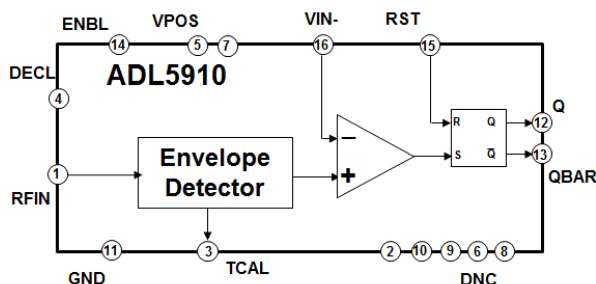 ENBL VPOS VIN- RST
14 5 7 16 15
DECL ADL5910
4
Q
R Q 12
Envelope Detector
− +
S Q̅ 13
1
QBAR
RFIN
11 3 2 10 9 6 8
GND TCAL DNC